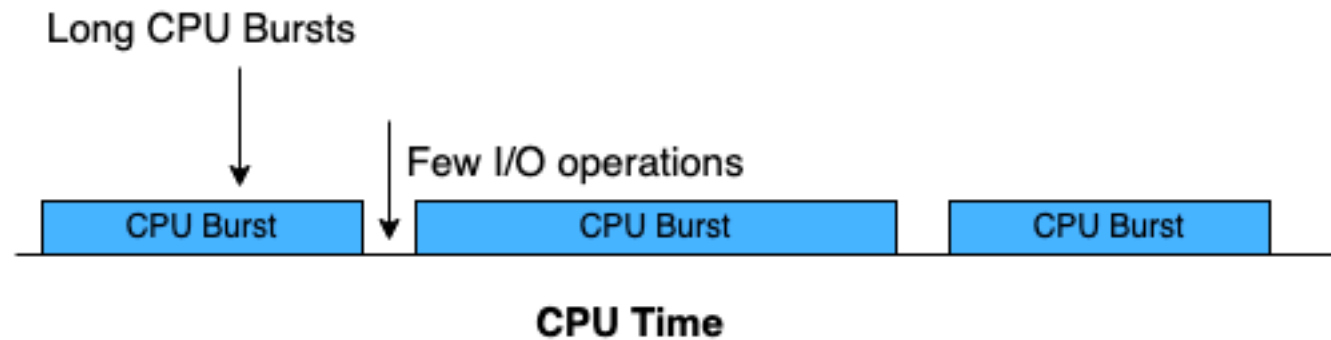 Long CPU Bursts
Few I/O operations
CPU Burst
CPU Burst
CPU Burst
CPU Time